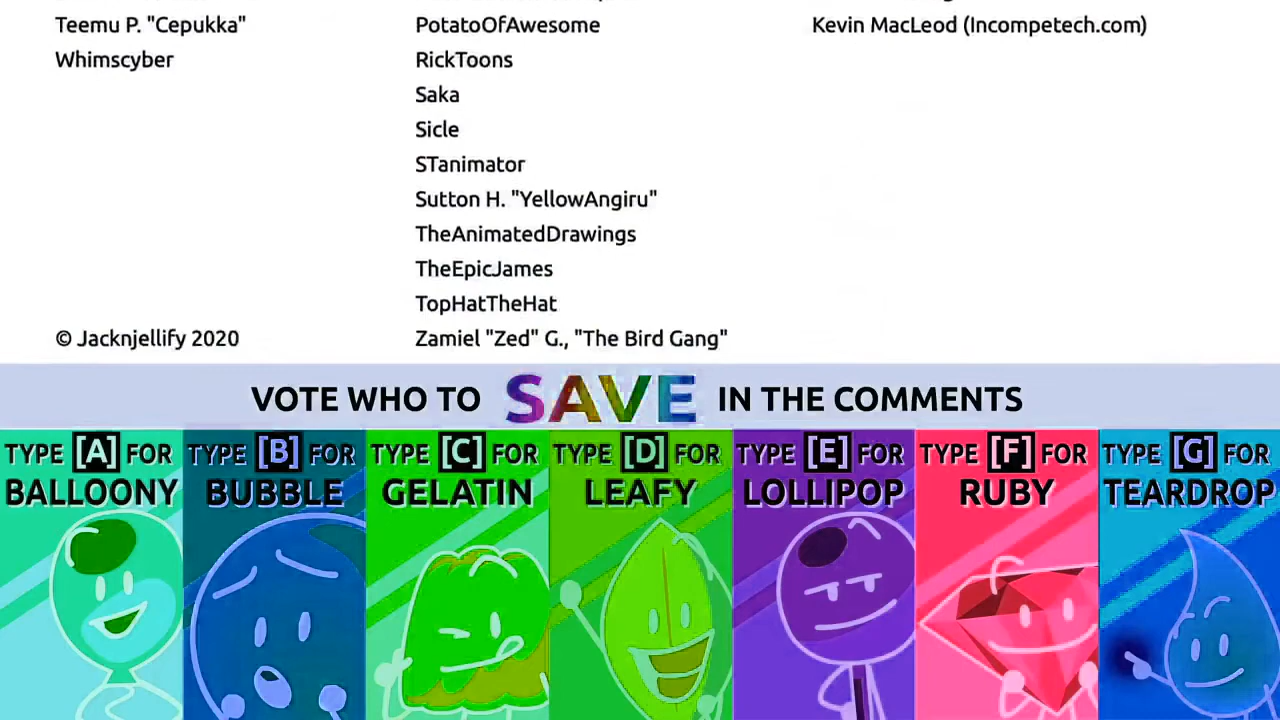 Teemu P. "Cepukka"
Whimscyber
© Jacknjellify 2020
PotatoOfAwesome
RickToons
Saka
Sicle
STanimator
Sutton H. "YellowAngiru"
TheAnimatedDrawings
TheEpicJames
TopHatTheHat
Zamiel "Zed" G., "The Bird Gang"
Kevin MacLeod (Incompetech.com)
VOTE WHO TO SAVE IN THE COMMENTS
TYPE [A] FOR
BALLOONY
TYPE [B] FOR
BUBBLE
TYPE [C] FOR
GELATIN
TYPE [D] FOR
LEAFY
TYPE [E] FOR
LOLLIPOP
TYPE [F] FOR
RUBY
TYPE [G] FOR
TEARDROP